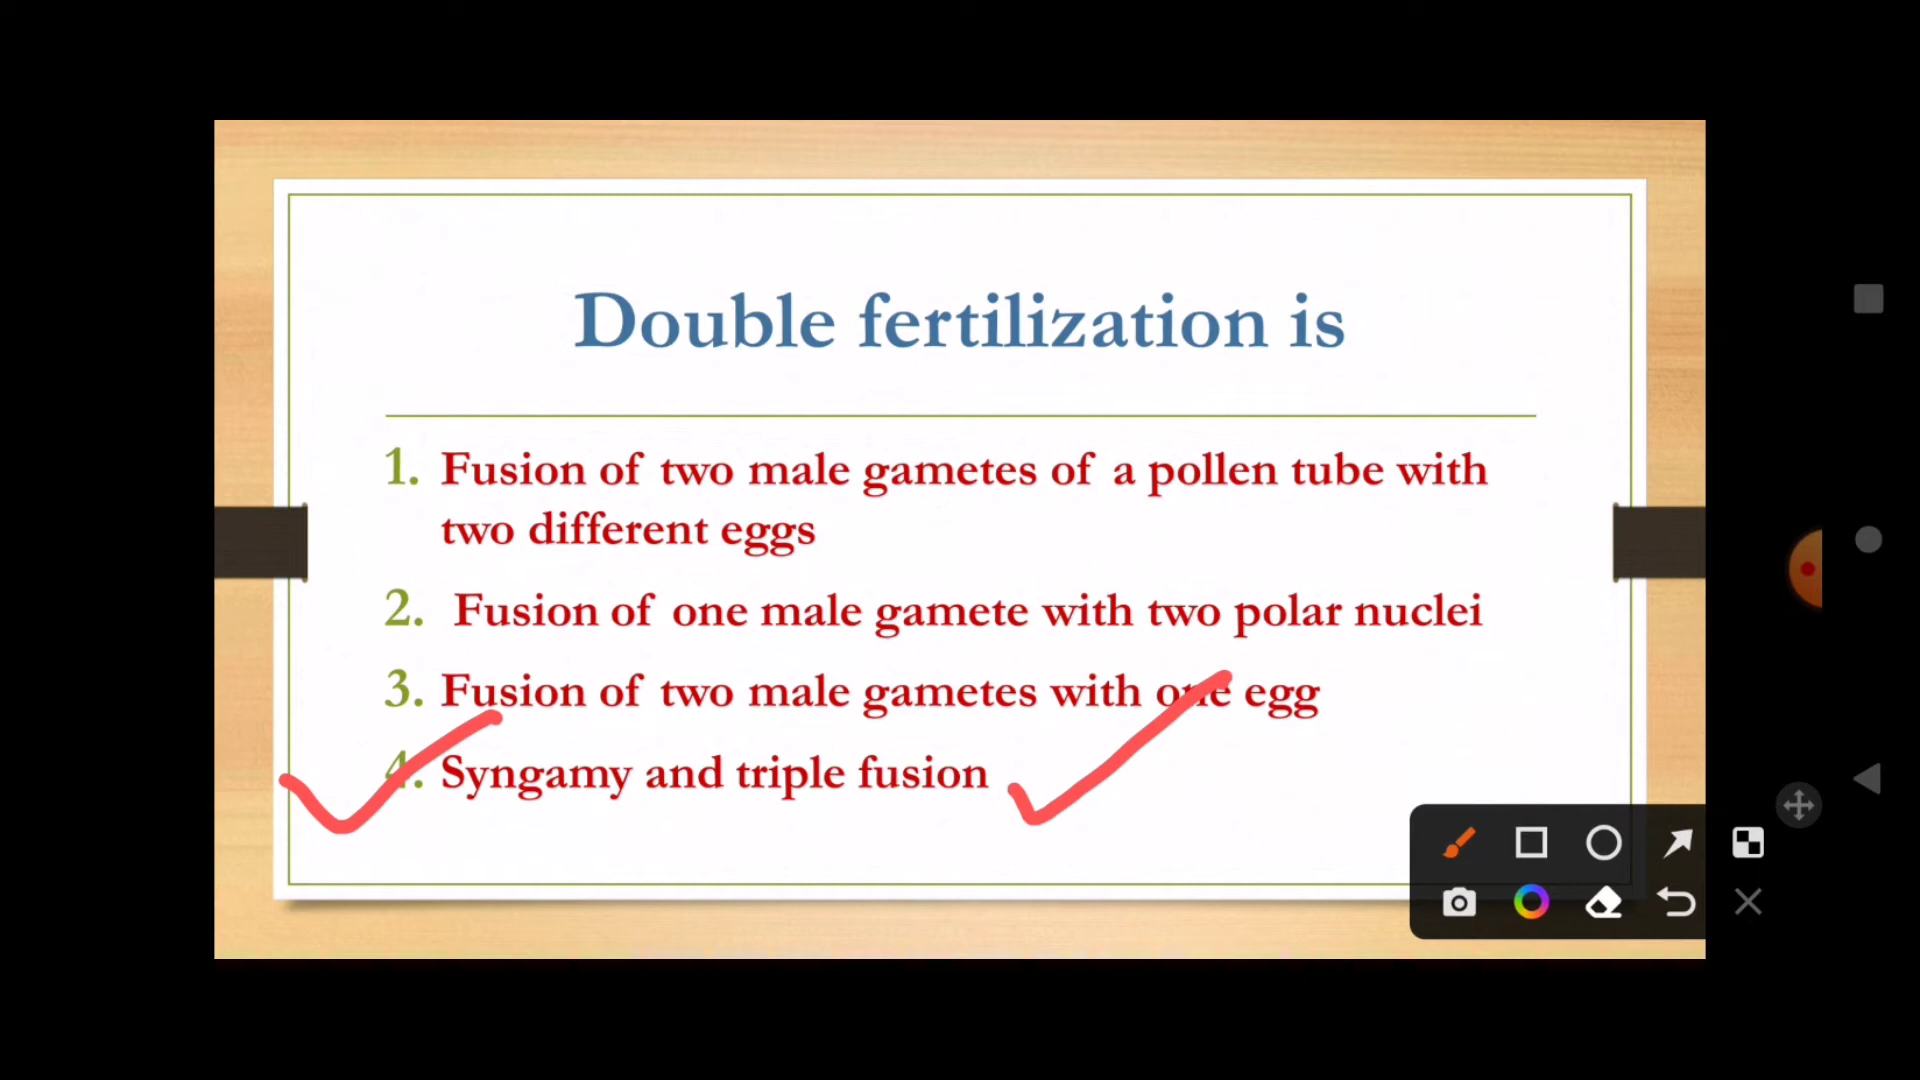 Double fertilization is
1. Fusion of two male gametes of a pollen tube with
two different eggs
2. Fusion of one male gamete with two polar nuclei
3. Fusion of two male gametes with one egg
4. Syngamy and triple fusion